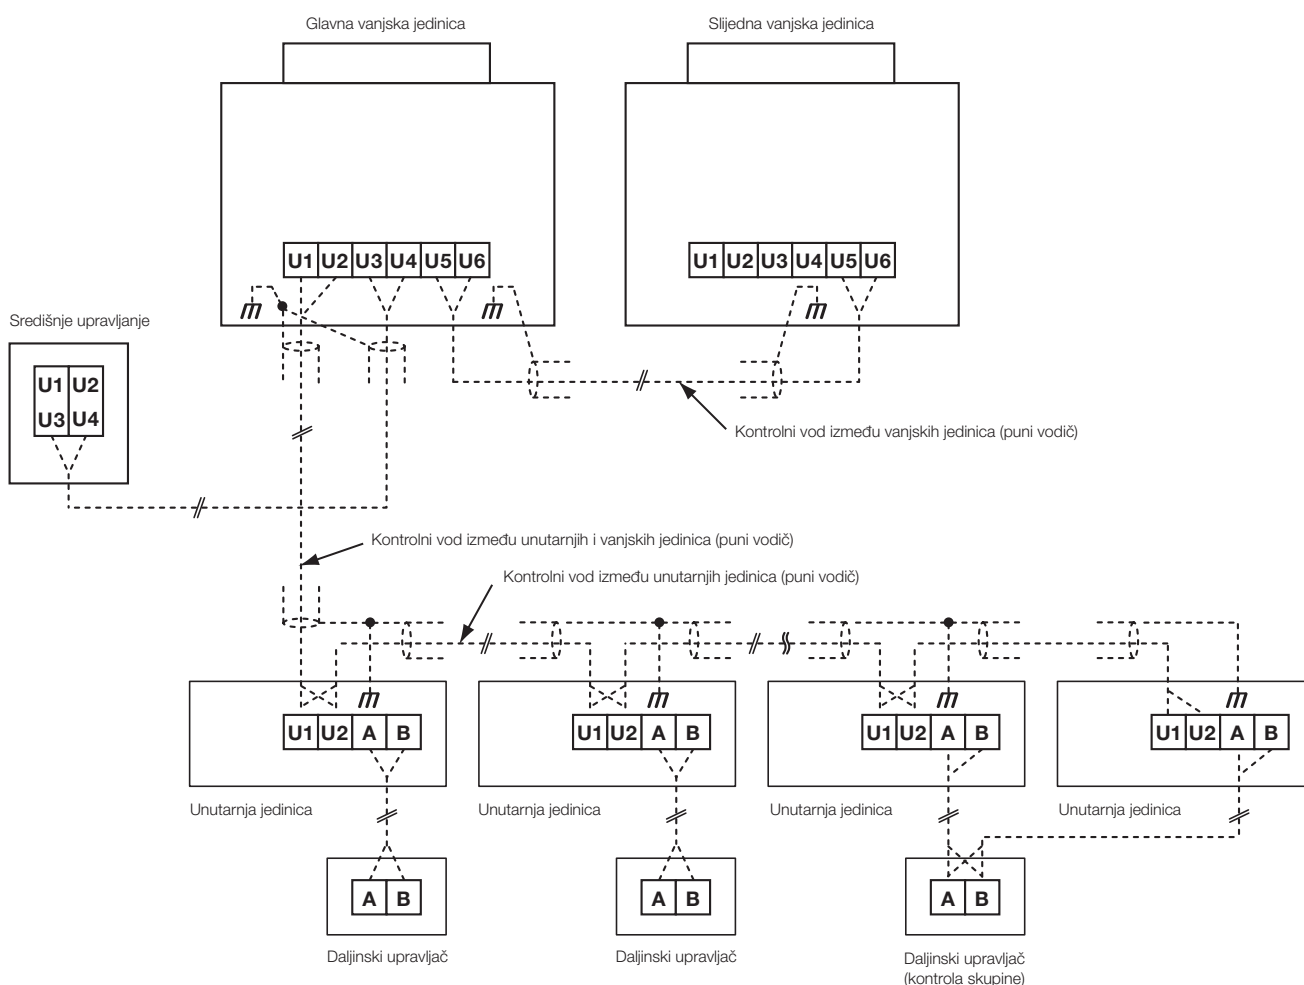 Glavna vanjska jedinica
Slijedna vanjska jedinica
U1 U2 U3 U4 U5 U6
U1 U2 U3 U4 U5 U6
Središnje upravljanje
U1 U2
U3 U4
Kontrolni vod između vanjskih jedinica (puni vodič)
Kontrolni vod između unutarnjih i vanjskih jedinica (puni vodič)
Kontrolni vod između unutarnjih jedinica (puni vodič)
U1 U2 A B
U1 U2 A B
U1 U2 A B
U1 U2 A B
Unutarnja jedinica
Unutarnja jedinica
Unutarnja jedinica
Unutarnja jedinica
A B
A B
A B
Daljinski upravljač
Daljinski upravljač
Daljinski upravljač
(kontrola skupine)